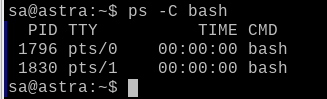 sa@astra:~$ ps -C bash
    PID TTY          TIME CMD
   1796 pts/0    00:00:00 bash
   1830 pts/1    00:00:00 bash
sa@astra:~$